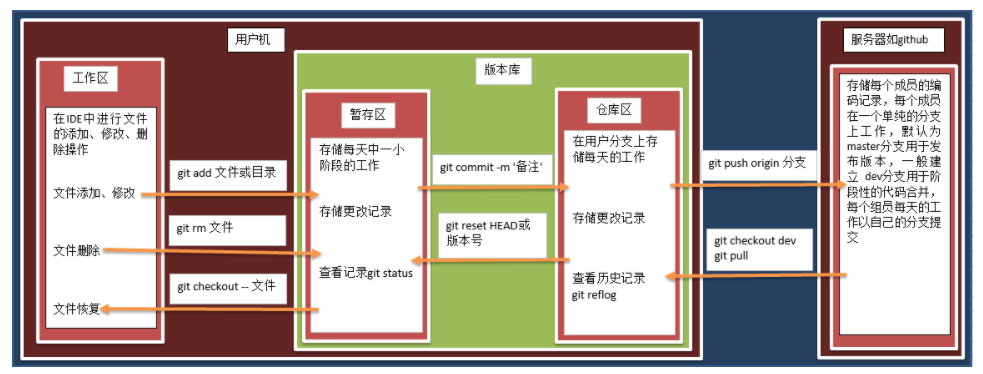 用户机
服务器如github
工作区
版本库
暂存区
仓库区
在IDE中进行文件
的添加、修改、删
除操作
文件添加、修改
文件删除
文件恢复
git add 文件或目录
git rm 文件
git checkout -- 文件
存储每天中一小
阶段的工作
存储更改记录
查看记录git status
git commit -m '备注'
git reset HEAD或
版本号
在用户分支上存
储每天的工作
存储更改记录
查看历史记录
git reflog
git push origin 分支
git checkout dev
git pull
存储每个成员的编
码记录，每个成员
在一个单纯的分支
上工作，默认为
master分支用于发
布版本，一般建
立 dev分支用于阶
段性的代码合并，
每个组员每天的工
作以自己的分支提
交